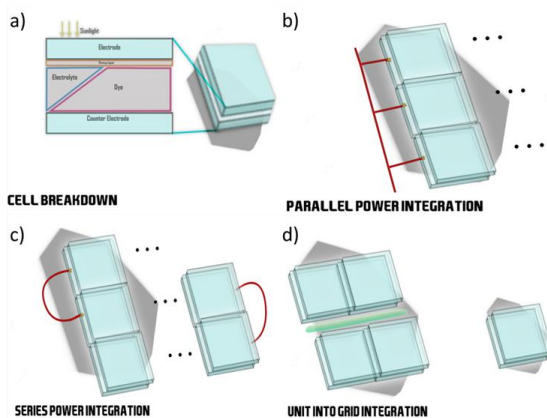 a)
Sunlight
Electrode
Electrolyte
Dye
Counter Electrode
CELL BREAKDOWN
b)
PARALLEL POWER INTEGRATION
c)
SERIES POWER INTEGRATION
d)
UNIT INTO GRID INTEGRATION